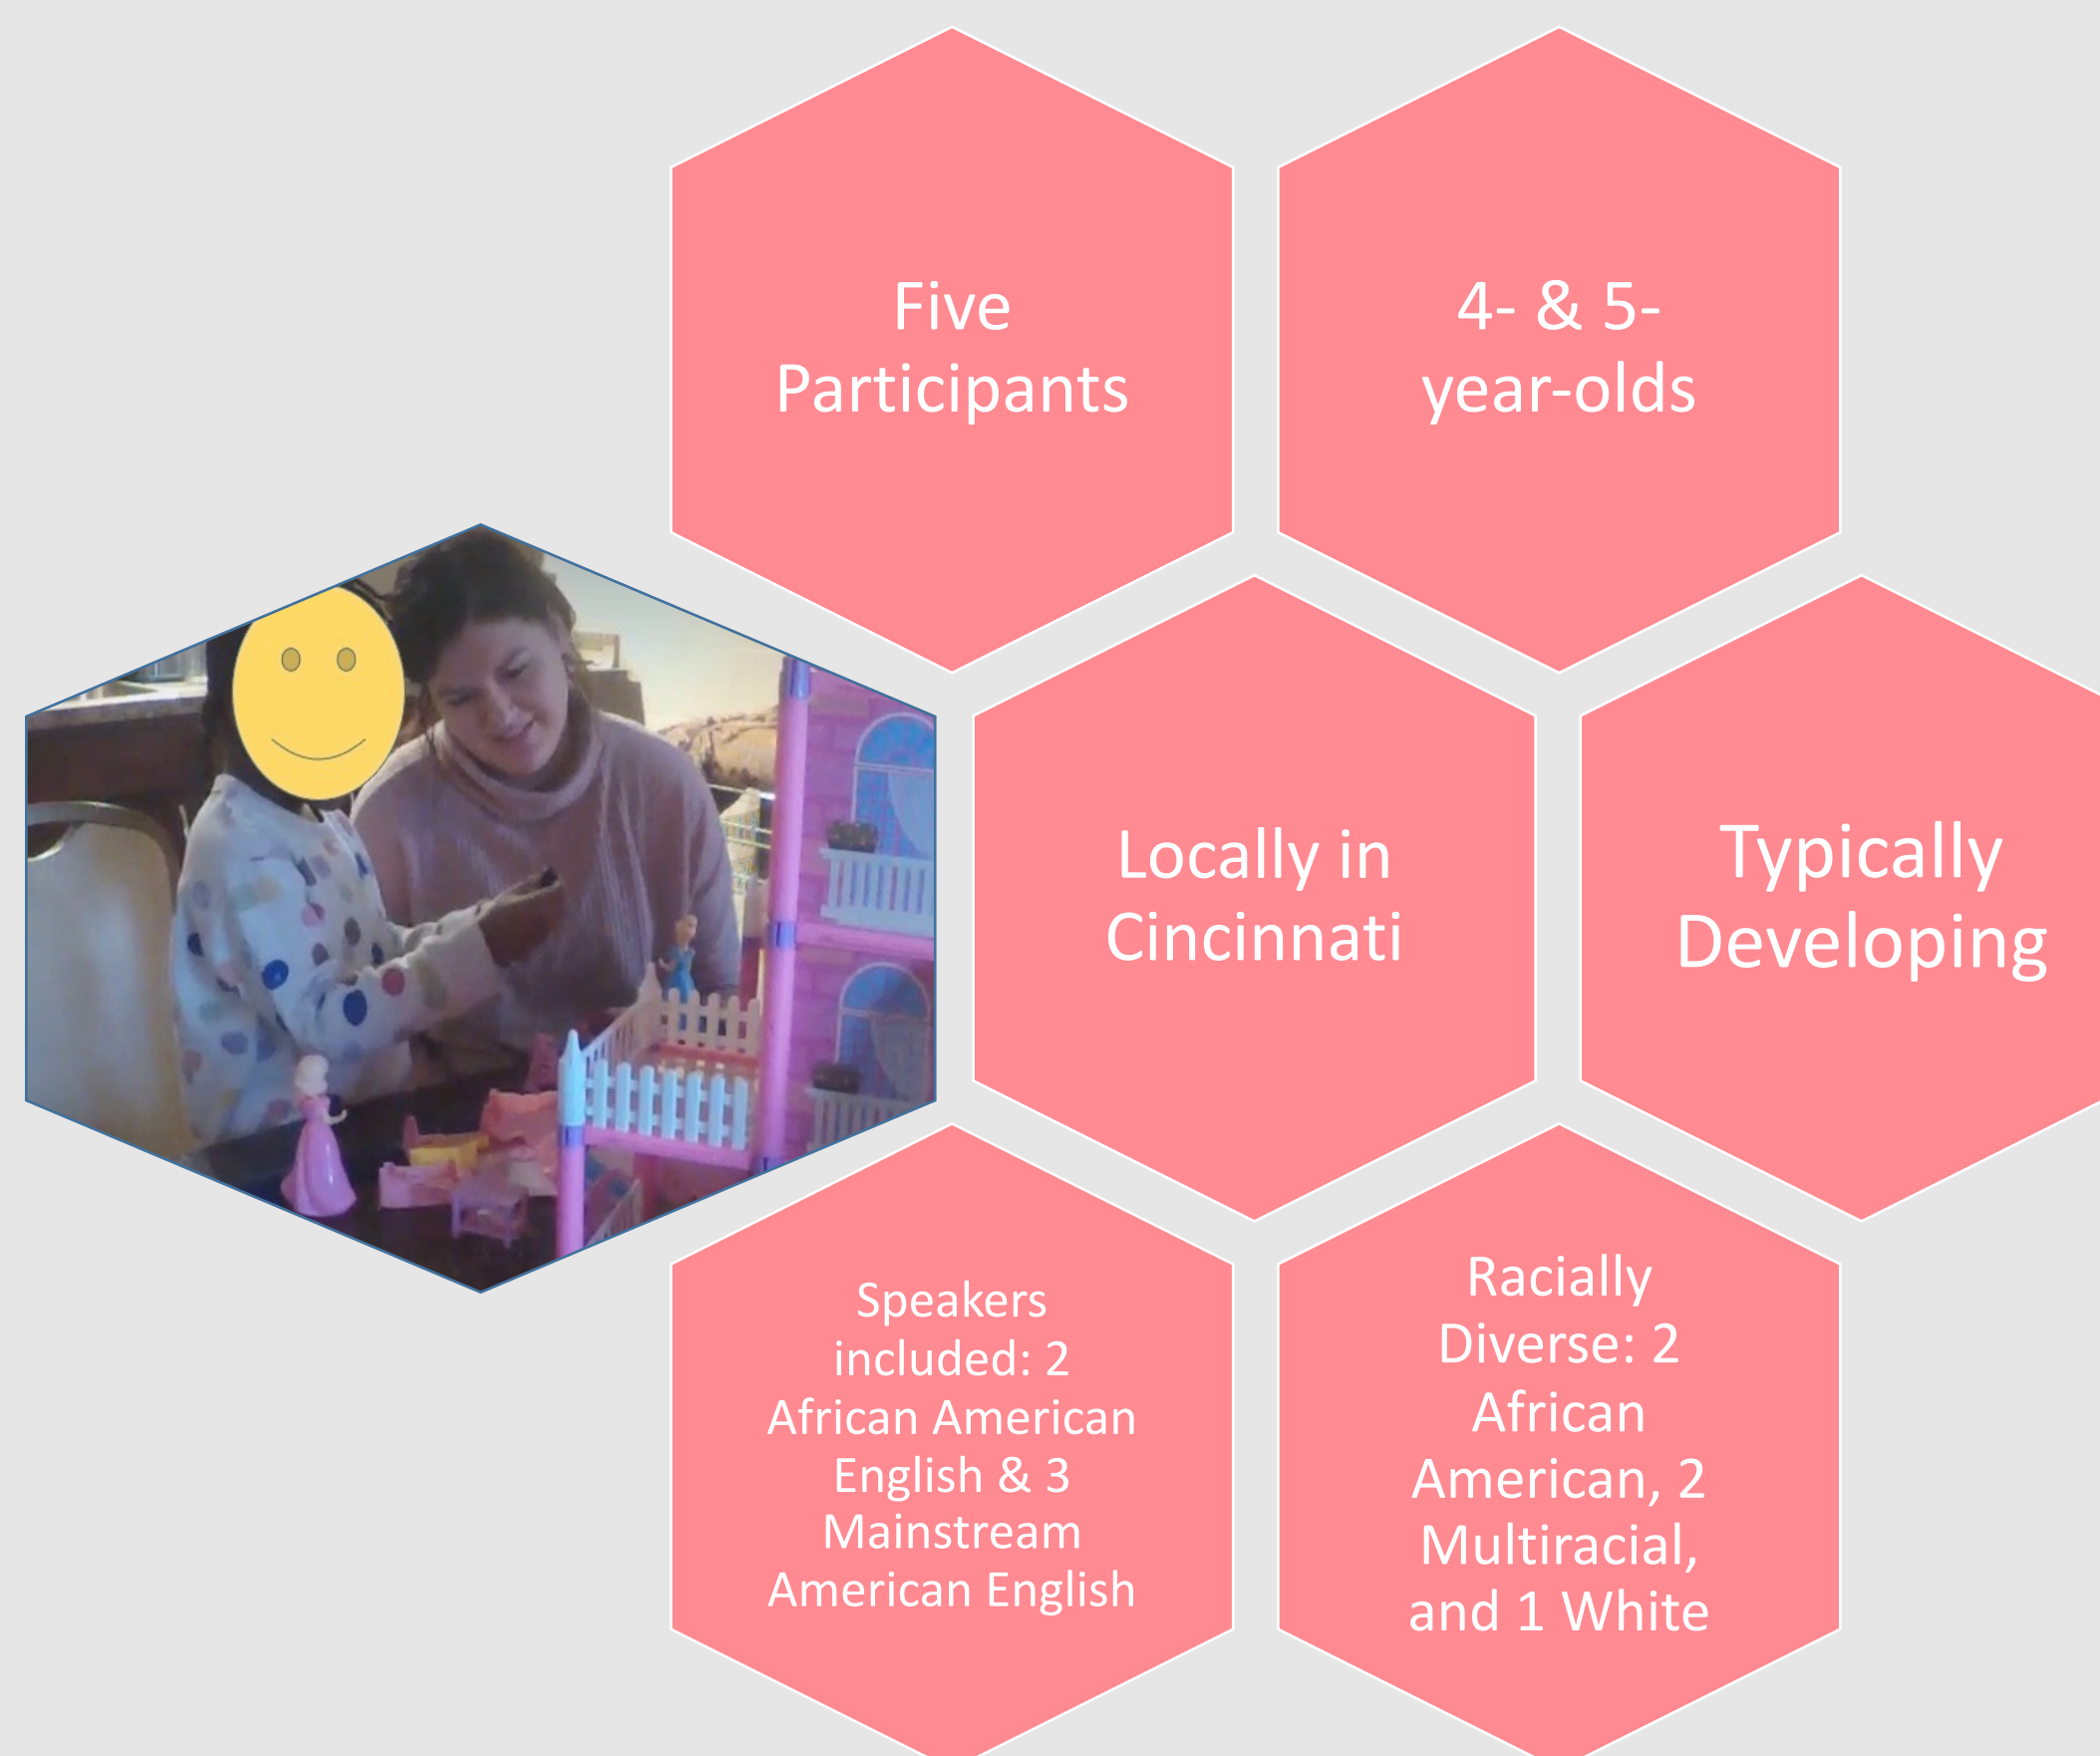 Five
Participants
4- & 5-
year-olds
Locally in
Cincinnati
Typically
Developing
Speakers
included: 2
African American
English & 3
Mainstream
American English
Racially
Diverse: 2
African
American, 2
Multiracial,
and 1 White